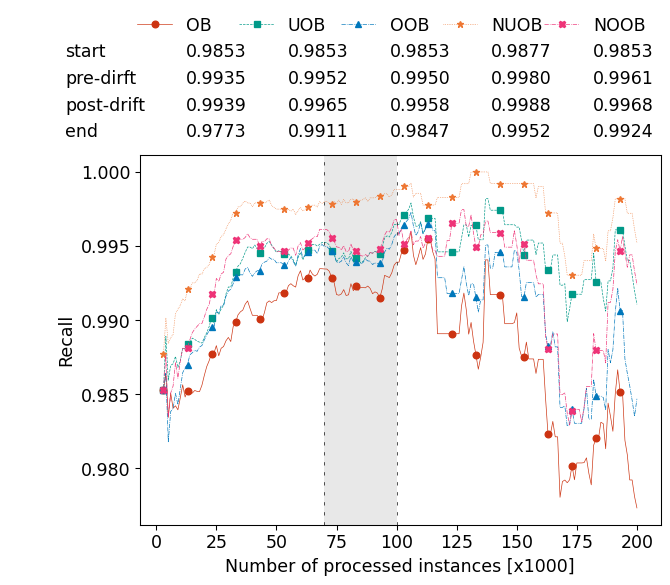 OB UOB OOB NUOB NOOB
start 0.9853 0.9853 0.9853 0.9877 0.9853
pre-dirft 0.9935 0.9952 0.9950 0.9980 0.9961
post-drift 0.9939 0.9965 0.9958 0.9988 0.9968
end 0.9773 0.9911 0.9847 0.9952 0.9924
1.000
0.995
0.990
0.985
0.980
Recall
0 25 50 75 100 125 150 175 200
Number of processed instances [x1000]